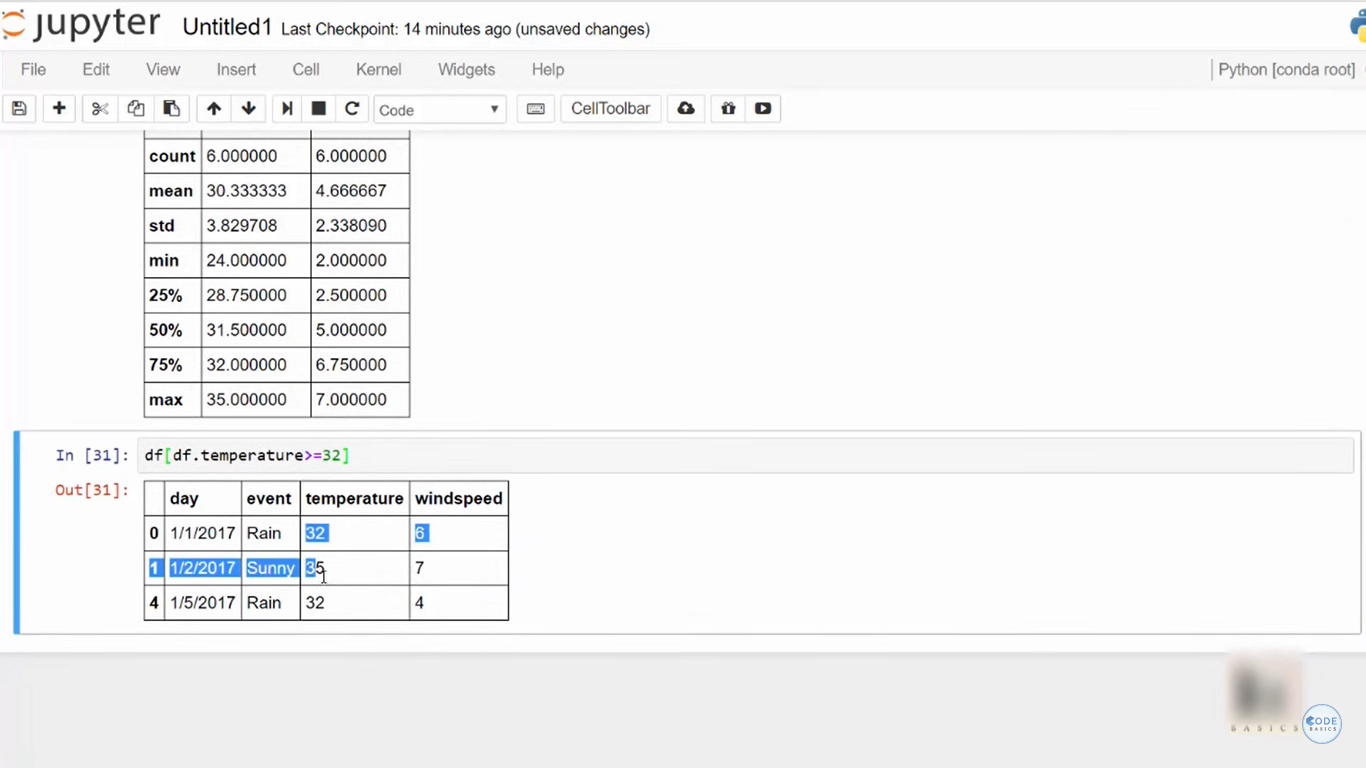 jupyter Untitled1 Last Checkpoint: 14 minutes ago (unsaved changes)
File Edit View Insert Cell Kernel Widgets Help Python [conda root]
Code CellToolbar
count 6.000000 6.000000
mean 30.333333 4.666667
std 3.829708 2.338090
min 24.000000 2.000000
25% 28.750000 2.500000
50% 31.500000 5.000000
75% 32.000000 6.750000
max 35.000000 7.000000
In [31]: df[df.temperature>=32]
Out[31]: day event temperature windspeed
0 1/1/2017 Rain 32 6
1 1/2/2017 Sunny 35 7
4 1/5/2017 Rain 32 4
BASICS
CODE
BASICS